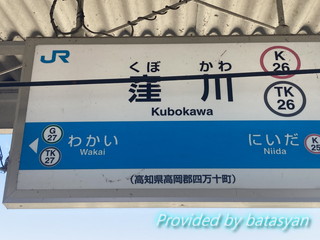 JR
くぼ かわ
窪 川
Kubokawa
K
26
TK
26
G
27
TK
27
わかい
Wakai
にいだ
Niida
K
25
(高知県高岡郡四万十町)
Provided by batasyan